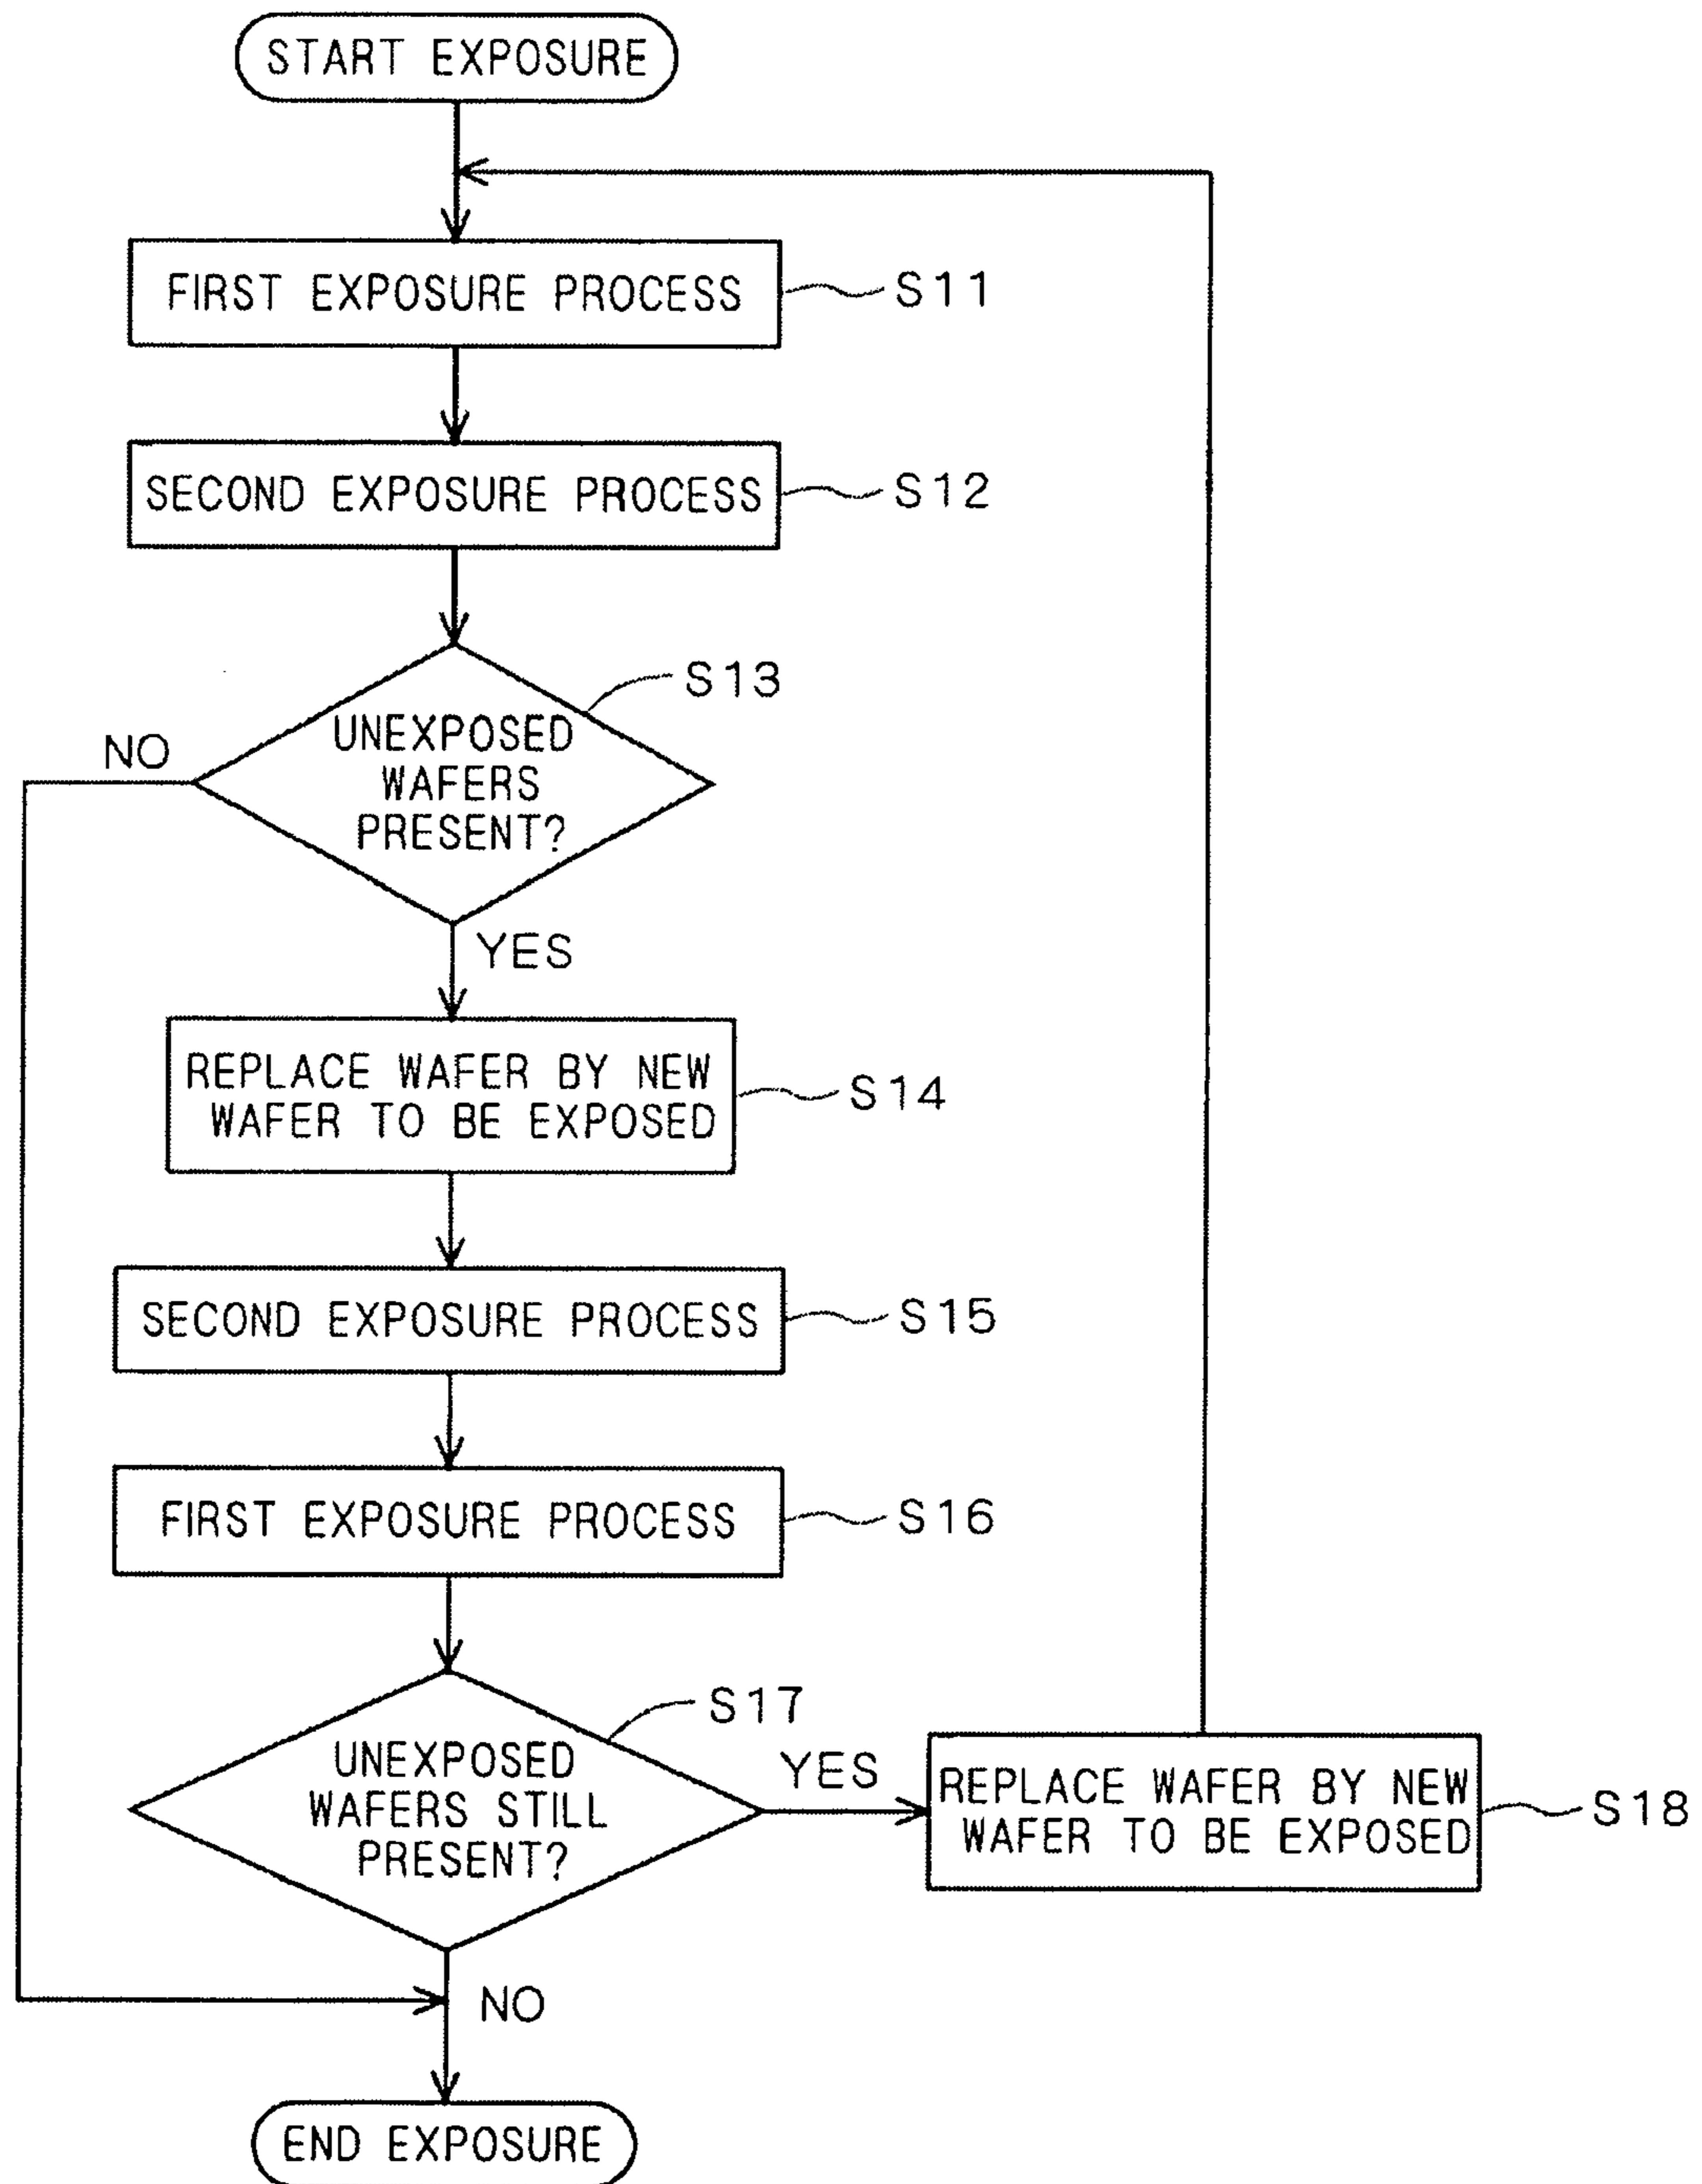 START EXPOSURE
FIRST EXPOSURE PROCESS
S11
SECOND EXPOSURE PROCESS
S12
S13
UNEXPOSED
WAFERS
PRESENT?
NO
YES
REPLACE WAFER BY NEW
WAFER TO BE EXPOSED
S14
SECOND EXPOSURE PROCESS
S15
FIRST EXPOSURE PROCESS
S16
S17
UNEXPOSED
WAFERS STILL
PRESENT?
YES
REPLACE WAFER BY NEW
WAFER TO BE EXPOSED
S18
NO
END EXPOSURE